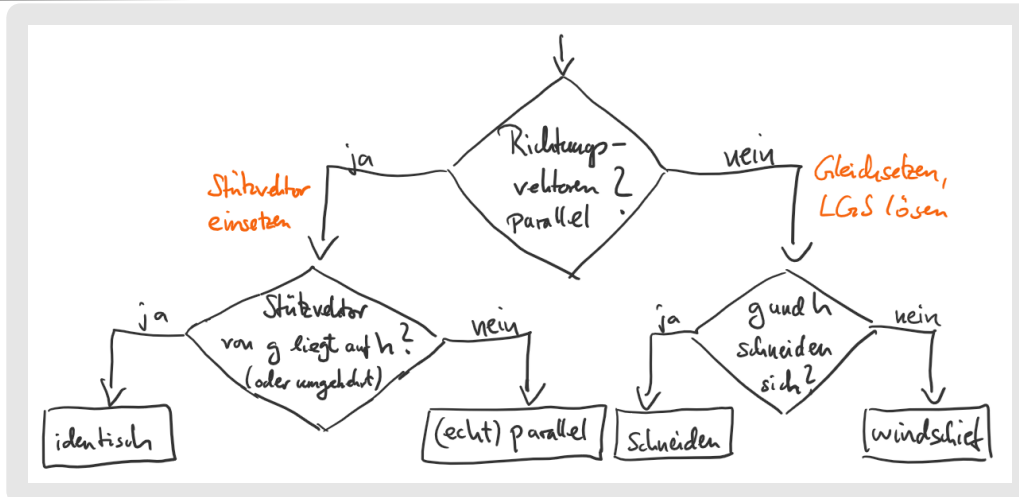 Richtungs-
vektoren ?
parallel
ja
nein
Stützvektor
einsetzen
Gleichsetzen,
LGS lösen
Stützvektor
von g liegt auf h?
(oder umgekehrt)
ja
nein
g und h
schneiden
sich?
ja
nein
identisch
(echt) parallel
Schneiden
windschief